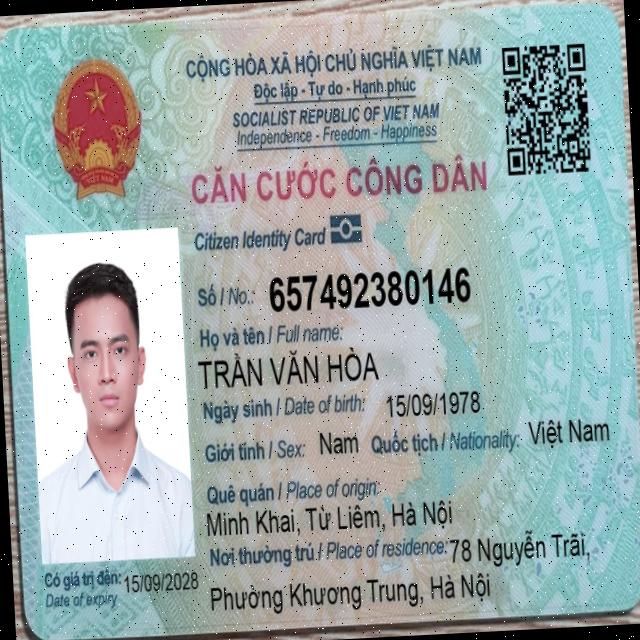 CỘNG HÒA XÃ HỘI CHỦ NGHĨA VIỆT NAM
Độc lập - Tự do - Hạnh phúc
SOCIALIST REPUBLIC OF VIET NAM
Independence - Freedom - Happiness
CĂN CƯỚC CÔNG DÂN
Citizen Identity Card
Số / No.: 657492380146
Họ và tên / Full name:
TRẦN VĂN HÒA
Ngày sinh / Date of birth: 15/09/1978
Giới tính / Sex: Nam Quốc tịch / Nationality: Việt Nam
Quê quán / Place of origin:
Minh Khai, Từ Liêm, Hà Nội
Nơi thường trú / Place of residence: 78 Nguyễn Trãi,
Phường Khương Trung, Hà Nội
Có giá trị đến: 15/09/2028
Date of expiry
VIỆT NAM